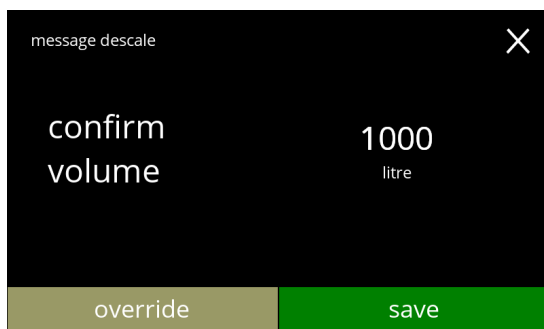 message descale
confirm
volume
1000
litre
override
save